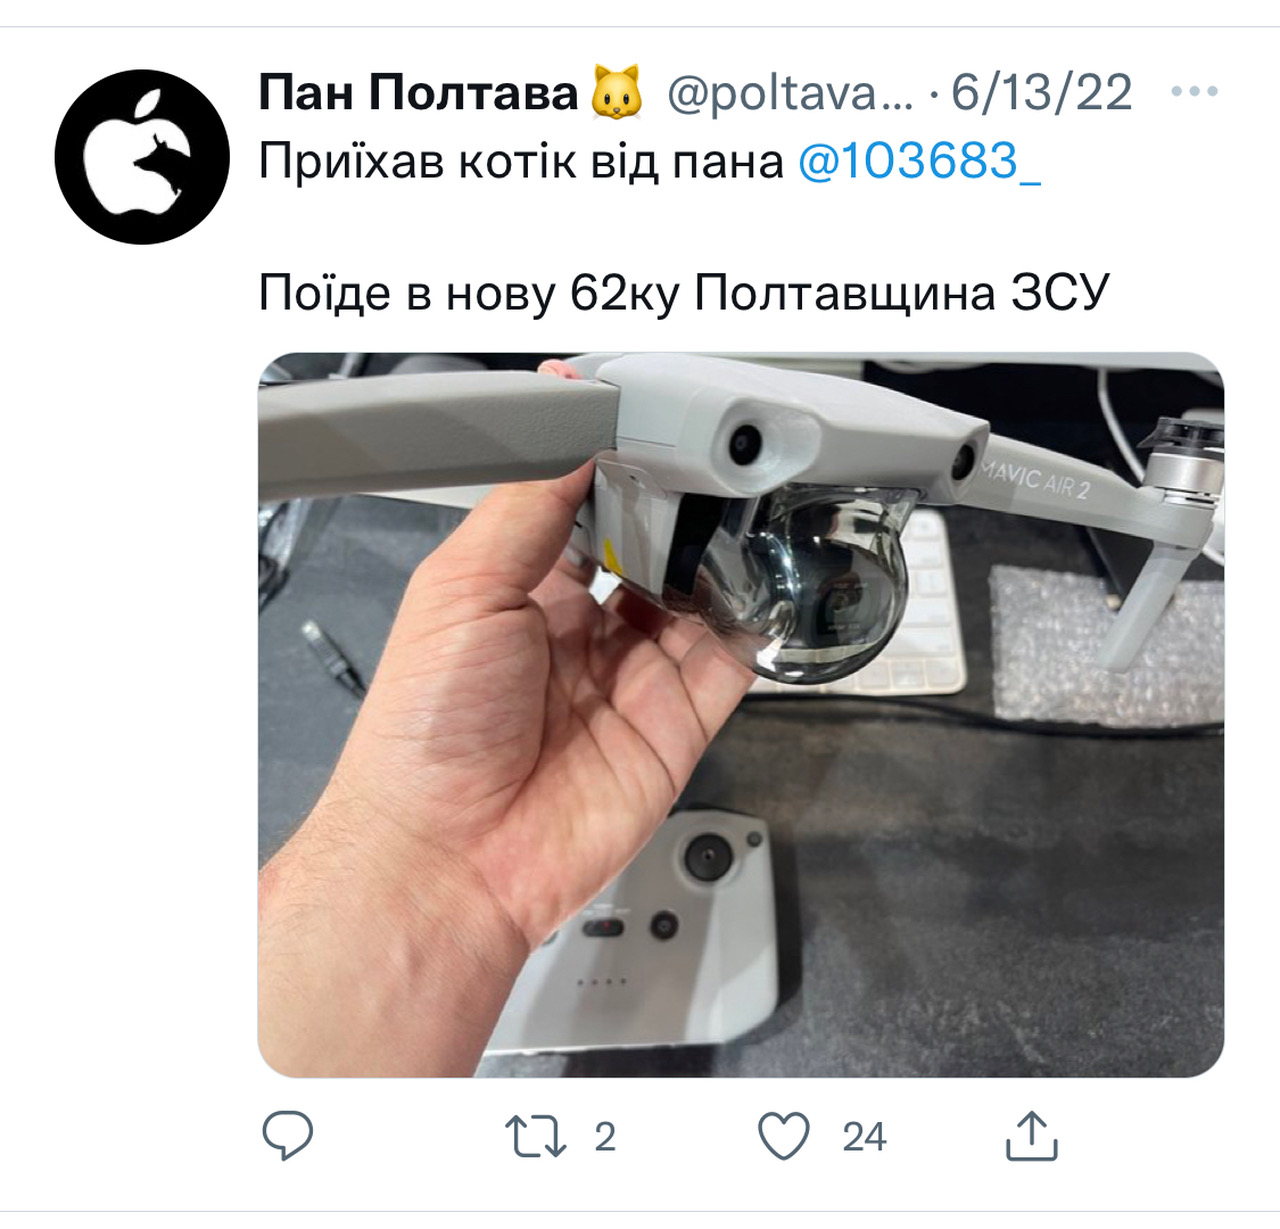 Пан Полтава🐱 @poltava... · 6/13/22
Приїхав котік від пана @103683_
Поїде в нову 62ку Полтавщина ЗСУ
MAVIC AIR 2
2
24